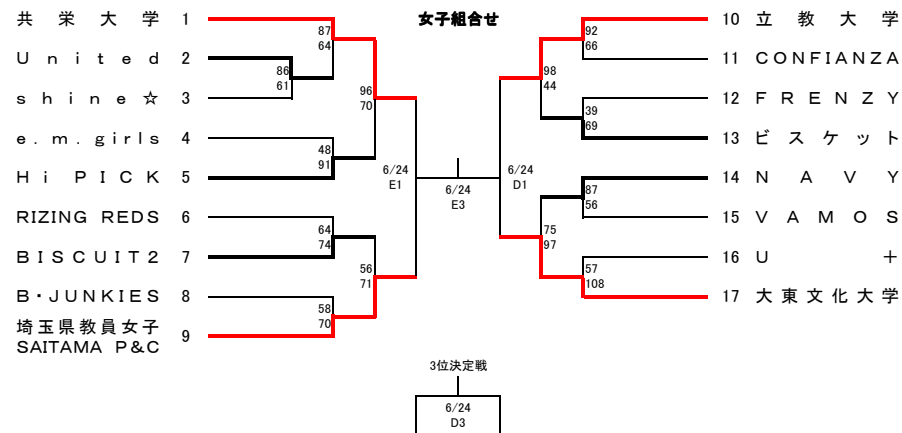 女子組合せ
共栄大学 1
United 2
shine☆ 3
e.m.girls 4
Hi PICK 5
RIZING REDS 6
BISCUIT2 7
B・JUNKIES 8
埼玉県教員女子
SAITAMA P&C 9
87
64
86
61
96
70
48
91
64
74
56
71
58
70
6/24
E1
6/24
E3
6/24
D1
10 立教大学
11 CONFIANZA
12 FRENZY
13 ビスケット
14 NAVY
15 VAMOS
16 U+
17 大東文化大学
92
66
98
44
39
69
87
56
75
97
57
108
3位決定戦
6/24
D3